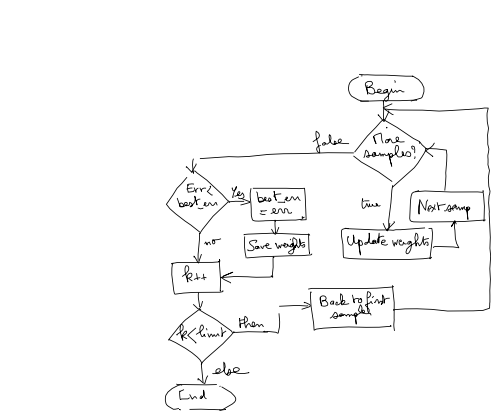 Begin
More
samples?
false
true
Err<
best_err
Yes
best_err
= err
Next samp
no
Save weights
Update weights
k++
Back to first
sample
k<limit
then
else
End